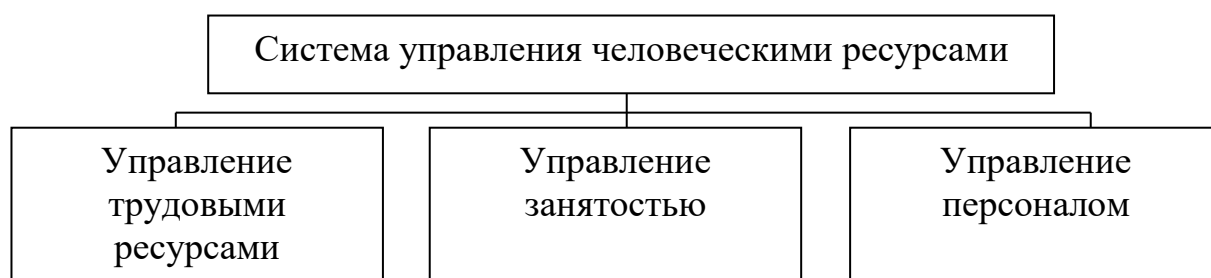 Система управления человеческими ресурсами
Управление
трудовыми
ресурсами
Управление
занятостью
Управление
персоналом